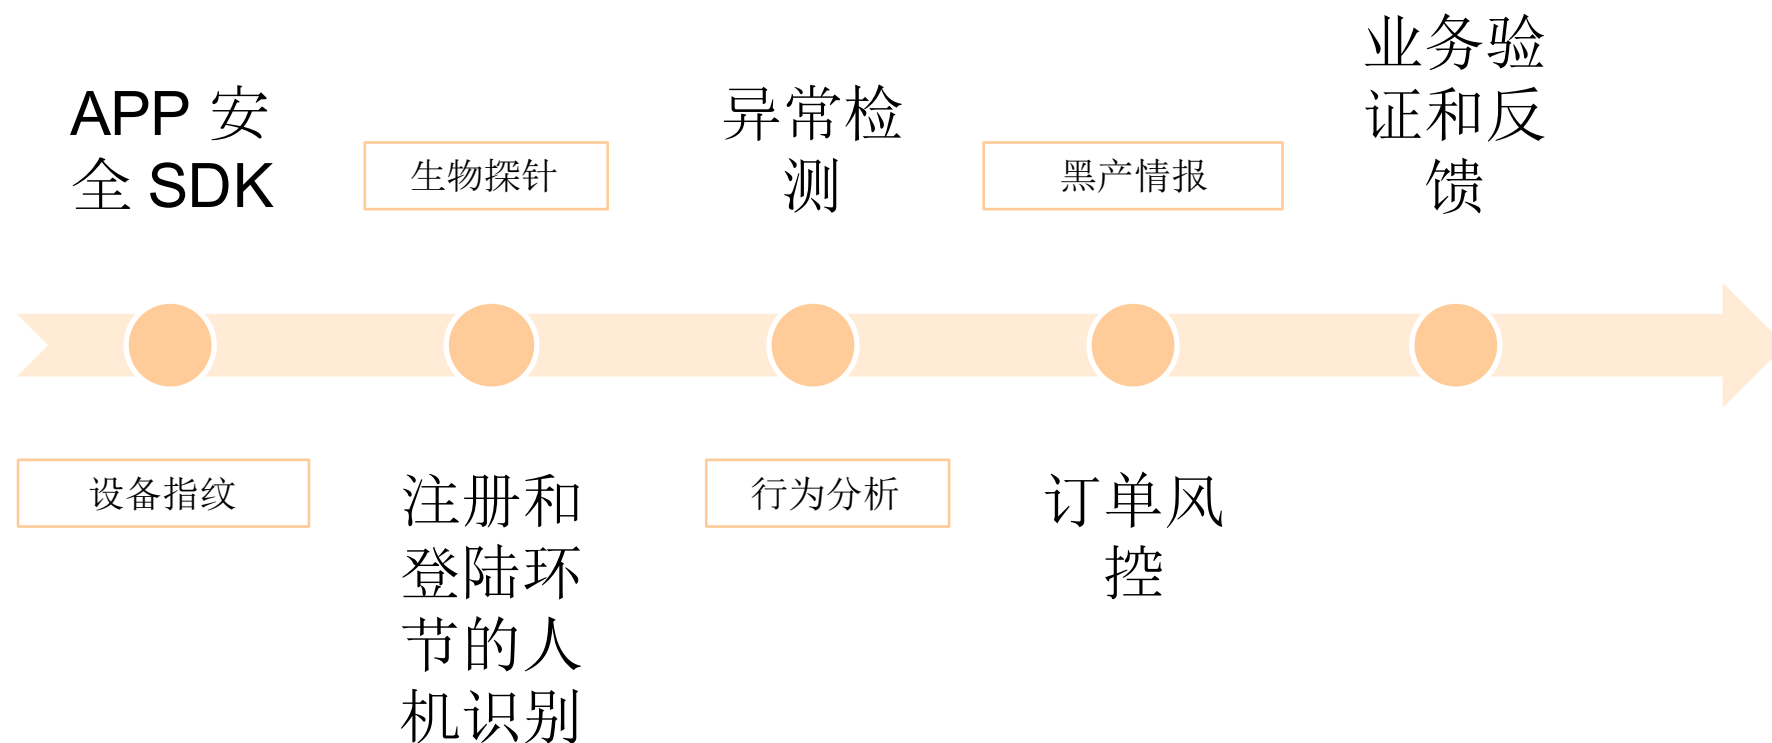 APP 安
全 SDK
生物探针
异常检
测
黑产情报
业务验
证和反
馈
设备指纹
注册和
登陆环
节的人
机识别
行为分析
订单风
控